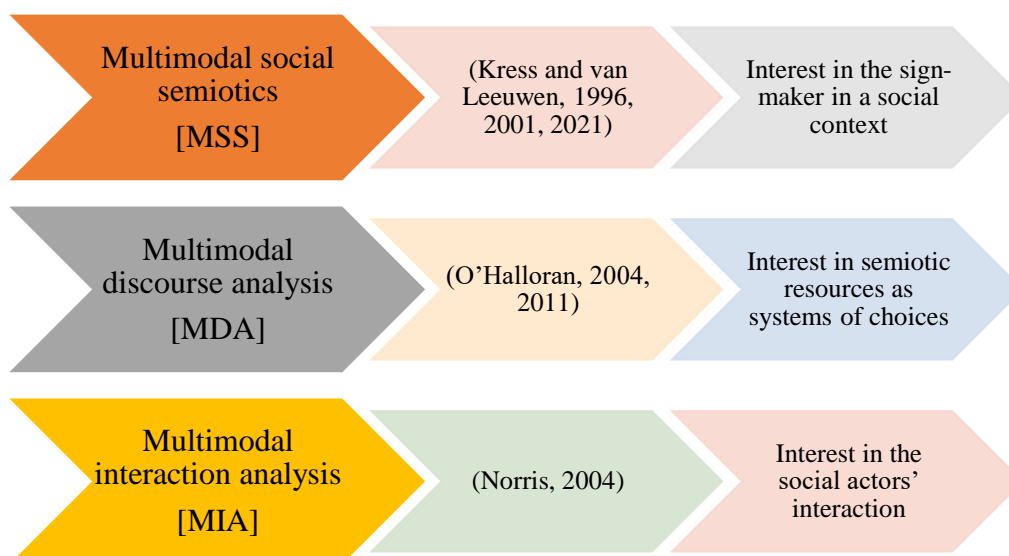 Multimodal social
semiotics
[MSS]
(Kress and van
Leeuwen, 1996,
2001, 2021)
Interest in the sign-
maker in a social
context
Multimodal
discourse analysis
[MDA]
(O’Halloran, 2004,
2011)
Interest in semiotic
resources as
systems of choices
Multimodal
interaction analysis
[MIA]
(Norris, 2004)
Interest in the
social actors’
interaction